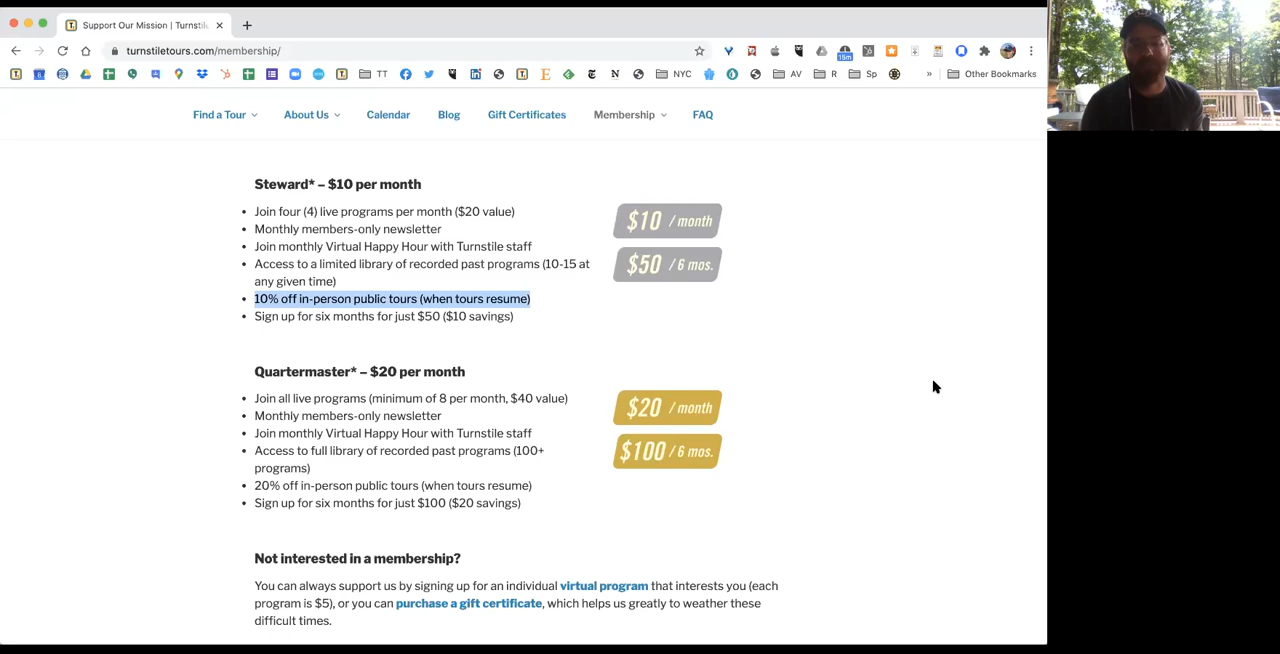 Support Our Mission | Turnstile
turnstiletours.com/membership/
15m
TT
NYC
AV
R
Sp
»
Other Bookmarks
Find a Tour
About Us
Calendar
Blog
Gift Certificates
Membership
FAQ
Steward* – $10 per month
• Join four (4) live programs per month ($20 value)
• Monthly members-only newsletter
• Join monthly Virtual Happy Hour with Turnstile staff
• Access to a limited library of recorded past programs (10-15 at
any given time)
• 10% off in-person public tours (when tours resume)
• Sign up for six months for just $50 ($10 savings)
$10 / month
$50 / 6 mos.
Quartermaster* – $20 per month
• Join all live programs (minimum of 8 per month, $40 value)
• Monthly members-only newsletter
• Join monthly Virtual Happy Hour with Turnstile staff
• Access to full library of recorded past programs (100+
programs)
• 20% off in-person public tours (when tours resume)
• Sign up for six months for just $100 ($20 savings)
$20 / month
$100 / 6 mos.
Not interested in a membership?
You can always support us by signing up for an individual virtual program that interests you (each
program is $5), or you can purchase a gift certificate, which helps us greatly to weather these
difficult times.